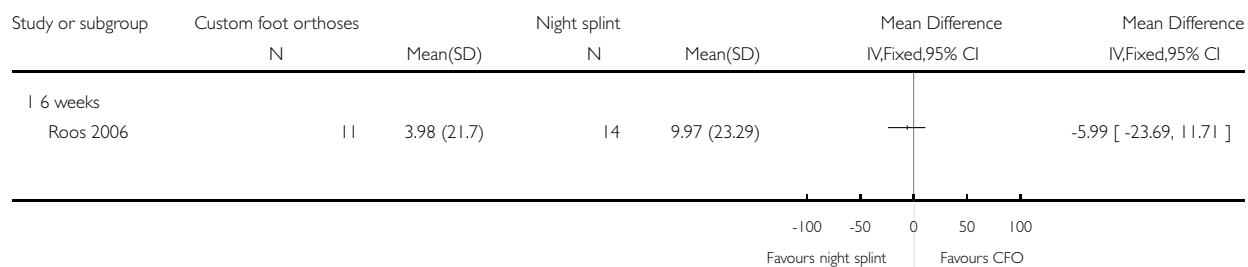 Study or subgroup Custom foot orthoses Night splint Mean Difference Mean Difference
N Mean(SD) N Mean(SD) IV,Fixed,95% CI IV,Fixed,95% CI
1 6 weeks
Roos 2006 11 3.98 (21.7) 14 9.97 (23.29) -5.99 [ -23.69, 11.71 ]
-100 -50 0 50 100
Favours night splint Favours CFO